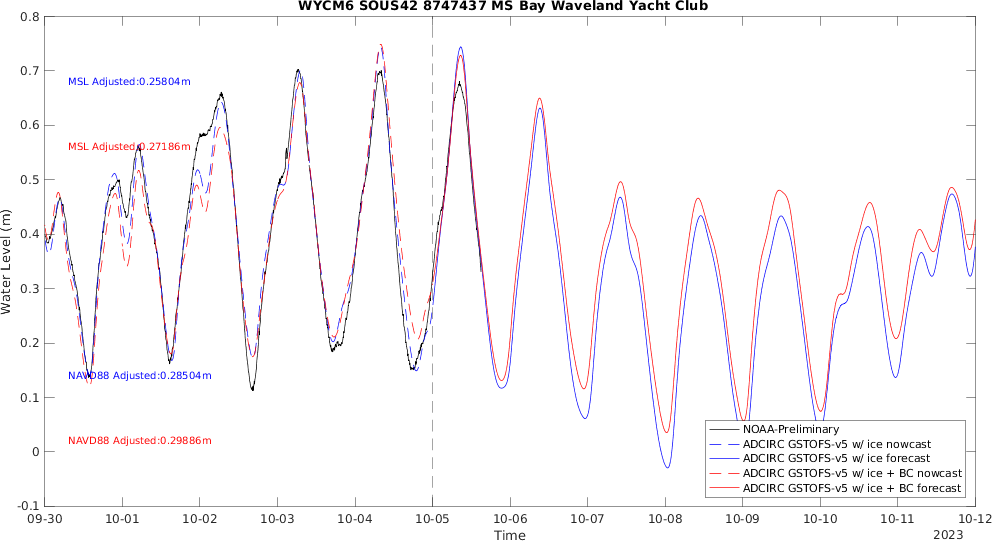 WYCM6 SOUS42 8747437 MS Bay Waveland Yacht Club
0.8
0.7
0.6
0.5
0.4
0.3
0.2
0.1
0
-0.1
Water Level (m)
MSL Adjusted:0.25804m
MSL Adjusted:0.27186m
NAVD88 Adjusted:0.28504m
NAVD88 Adjusted:0.29886m
NOAA-Preliminary
ADCIRC GSTOFS-v5 w/ ice nowcast
ADCIRC GSTOFS-v5 w/ ice forecast
ADCIRC GSTOFS-v5 w/ ice + BC nowcast
ADCIRC GSTOFS-v5 w/ ice + BC forecast
09-30 10-01 10-02 10-03 10-04 10-05 10-06 10-07 10-08 10-09 10-10 10-11 10-12
Time
2023